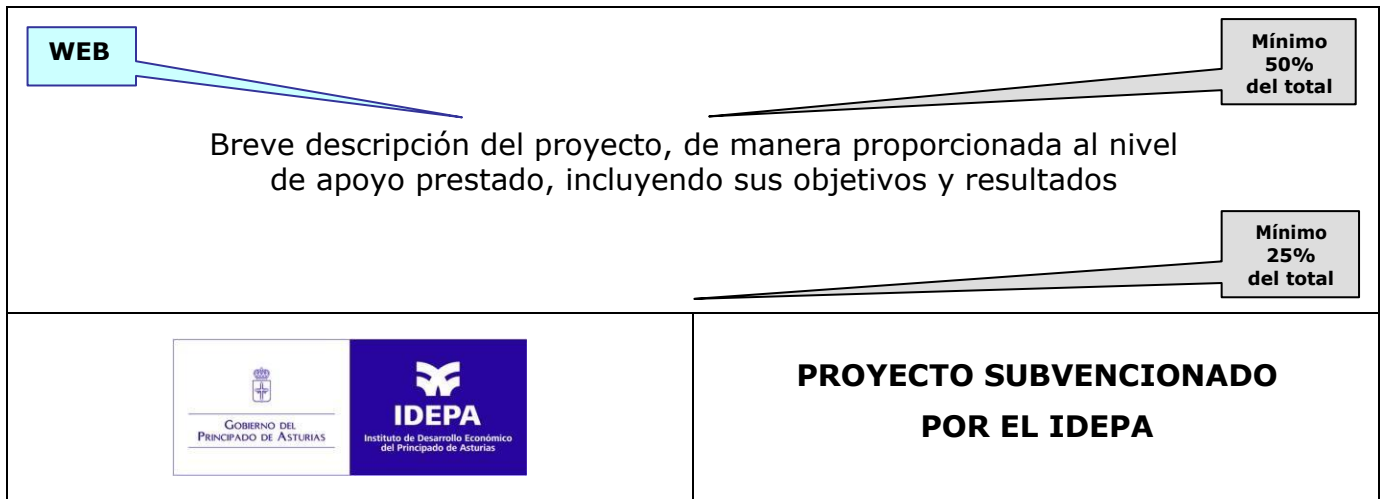 WEB
Mínimo
50%
del total
Breve descripción del proyecto, de manera proporcionada al nivel
de apoyo prestado, incluyendo sus objetivos y resultados
Mínimo
25%
del total
GOBIERNO DEL
PRINCIPADO DE ASTURIAS
IDEPA
Instituto de Desarrollo Económico
del Principado de Asturias
PROYECTO SUBVENCIONADO
POR EL IDEPA